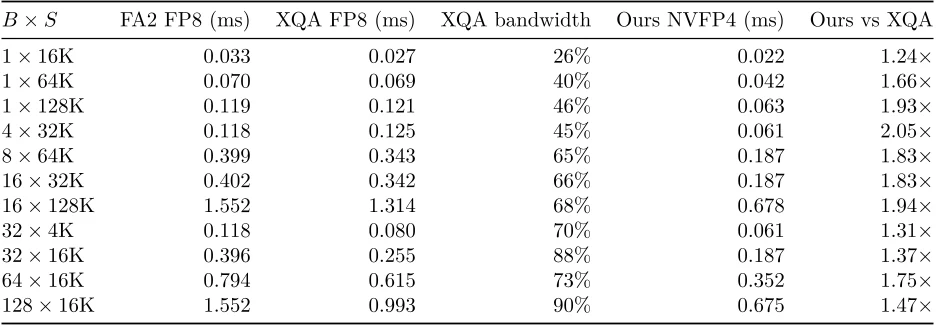 B × S FA2 FP8 (ms) XQA FP8 (ms) XQA bandwidth Ours NVFP4 (ms) Ours vs XQA
1 × 16K 0.033 0.027 26% 0.022 1.24×
1 × 64K 0.070 0.069 40% 0.042 1.66×
1 × 128K 0.119 0.121 46% 0.063 1.93×
4 × 32K 0.118 0.125 45% 0.061 2.05×
8 × 64K 0.399 0.343 65% 0.187 1.83×
16 × 32K 0.402 0.342 66% 0.187 1.83×
16 × 128K 1.552 1.314 68% 0.678 1.94×
32 × 4K 0.118 0.080 70% 0.061 1.31×
32 × 16K 0.396 0.255 88% 0.187 1.37×
64 × 16K 0.794 0.615 73% 0.352 1.75×
128 × 16K 1.552 0.993 90% 0.675 1.47×